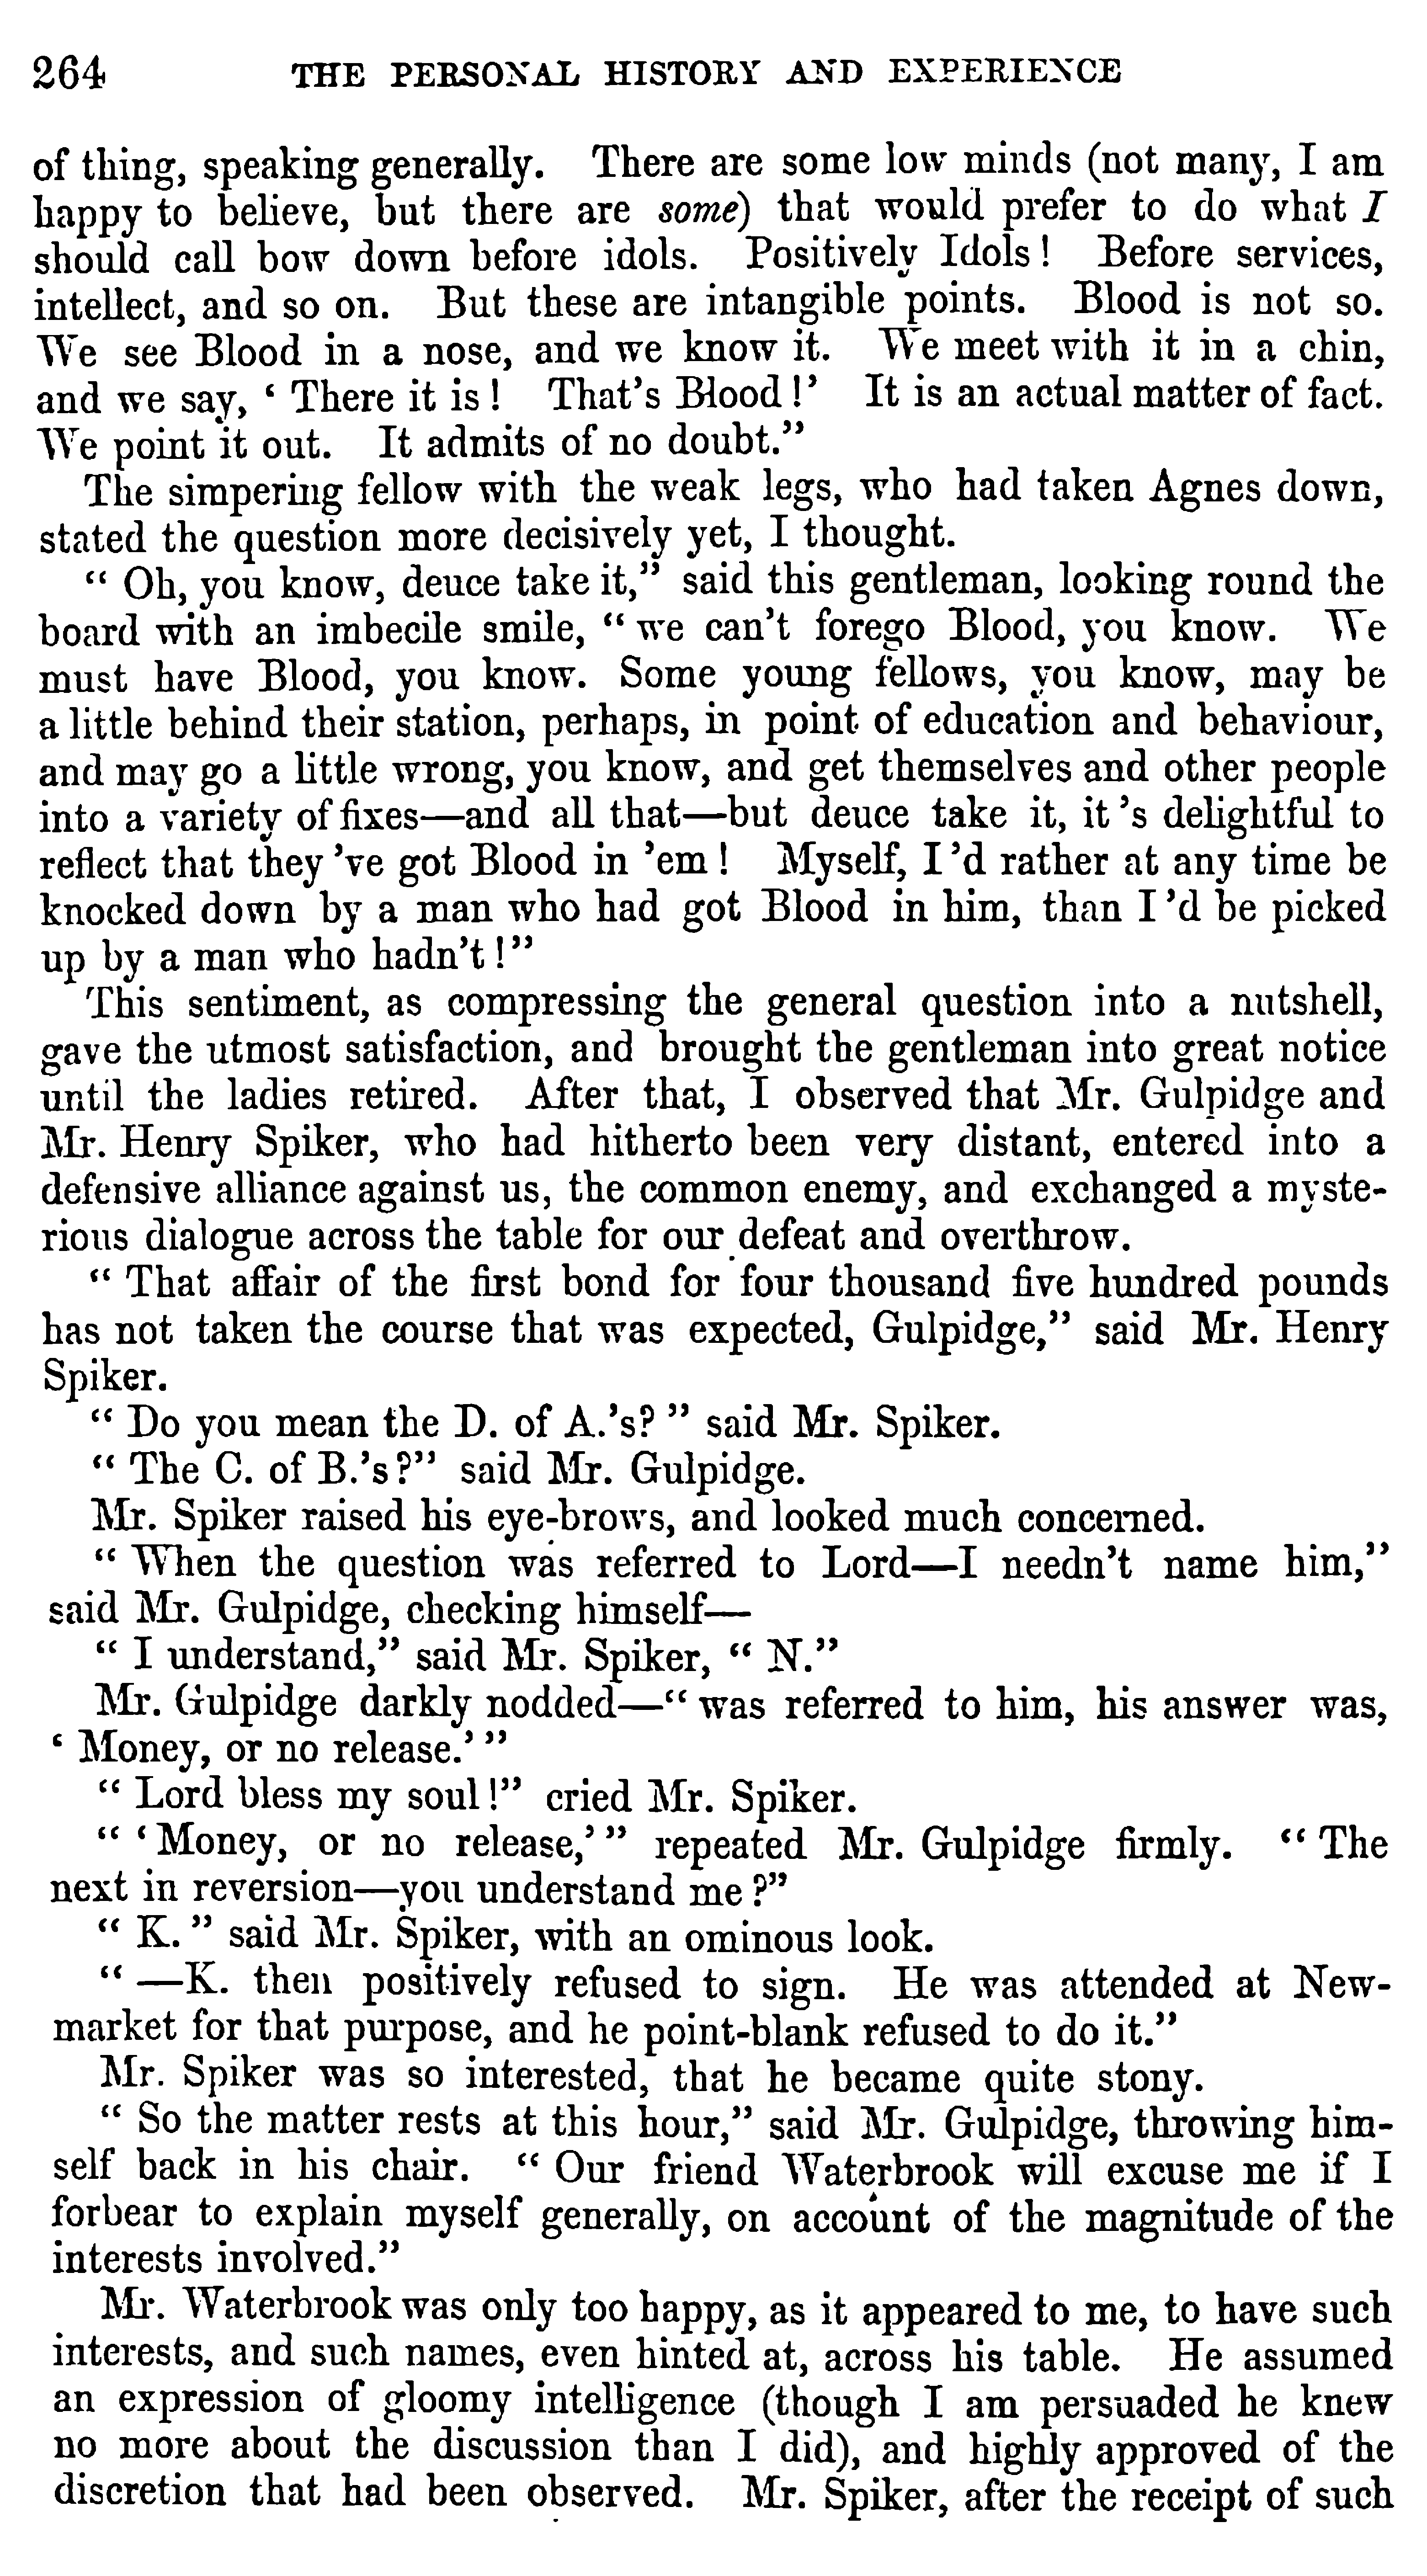 264 THE PERSONAL HISTORY AND EXPERIENCE
of thing, speaking generally. There are some low minds (not many, I am
happy to believe, but there are some) that would prefer to do what I
should call bow down before idols. Positively Idols! Before services,
intellect, and so on. But these are intangible points. Blood is not so.
We see Blood in a nose, and we know it. We meet with it in a chin,
and we say, ‘ There it is! That’s Blood!’ It is an actual matter of fact.
We point it out. It admits of no doubt.”
The simpering fellow with the weak legs, who had taken Agnes down,
stated the question more decisively yet, I thought.
“ Oh, you know, deuce take it,” said this gentleman, looking round the
board with an imbecile smile, “ we can’t forego Blood, you know. We
must have Blood, you know. Some young fellows, you know, may be
a little behind their station, perhaps, in point of education and behaviour,
and may go a little wrong, you know, and get themselves and other people
into a variety of fixes—and all that—but deuce take it, it ’s delightful to
reflect that they ’ve got Blood in ’em! Myself, I ’d rather at any time be
knocked down by a man who had got Blood in him, than I ’d be picked
up by a man who hadn’t!”
This sentiment, as compressing the general question into a nutshell,
gave the utmost satisfaction, and brought the gentleman into great notice
until the ladies retired. After that, I observed that Mr. Gulpidge and
Mr. Henry Spiker, who had hitherto been very distant, entered into a
defensive alliance against us, the common enemy, and exchanged a myste-
rious dialogue across the table for our defeat and overthrow.
“ That affair of the first bond for four thousand five hundred pounds
has not taken the course that was expected, Gulpidge,” said Mr. Henry
Spiker.
“ Do you mean the D. of A.’s? ” said Mr. Spiker.
“ The C. of B.’s?” said Mr. Gulpidge.
Mr. Spiker raised his eye-brows, and looked much concerned.
“ When the question was referred to Lord—I needn’t name him,”
said Mr. Gulpidge, checking himself—
“ I understand,” said Mr. Spiker, “ N.”
Mr. Gulpidge darkly nodded—“ was referred to him, his answer was,
‘ Money, or no release.’ ”
“ Lord bless my soul!” cried Mr. Spiker.
“ ‘ Money, or no release,’ ” repeated Mr. Gulpidge firmly. “ The
next in reversion—you understand me?”
“ K. ” said Mr. Spiker, with an ominous look.
“ —K. then positively refused to sign. He was attended at New-
market for that purpose, and he point-blank refused to do it.”
Mr. Spiker was so interested, that he became quite stony.
“ So the matter rests at this hour,” said Mr. Gulpidge, throwing him-
self back in his chair. “ Our friend Waterbrook will excuse me if I
forbear to explain myself generally, on account of the magnitude of the
interests involved.”
Mr. Waterbrook was only too happy, as it appeared to me, to have such
interests, and such names, even hinted at, across his table. He assumed
an expression of gloomy intelligence (though I am persuaded he knew
no more about the discussion than I did), and highly approved of the
discretion that had been observed. Mr. Spiker, after the receipt of such